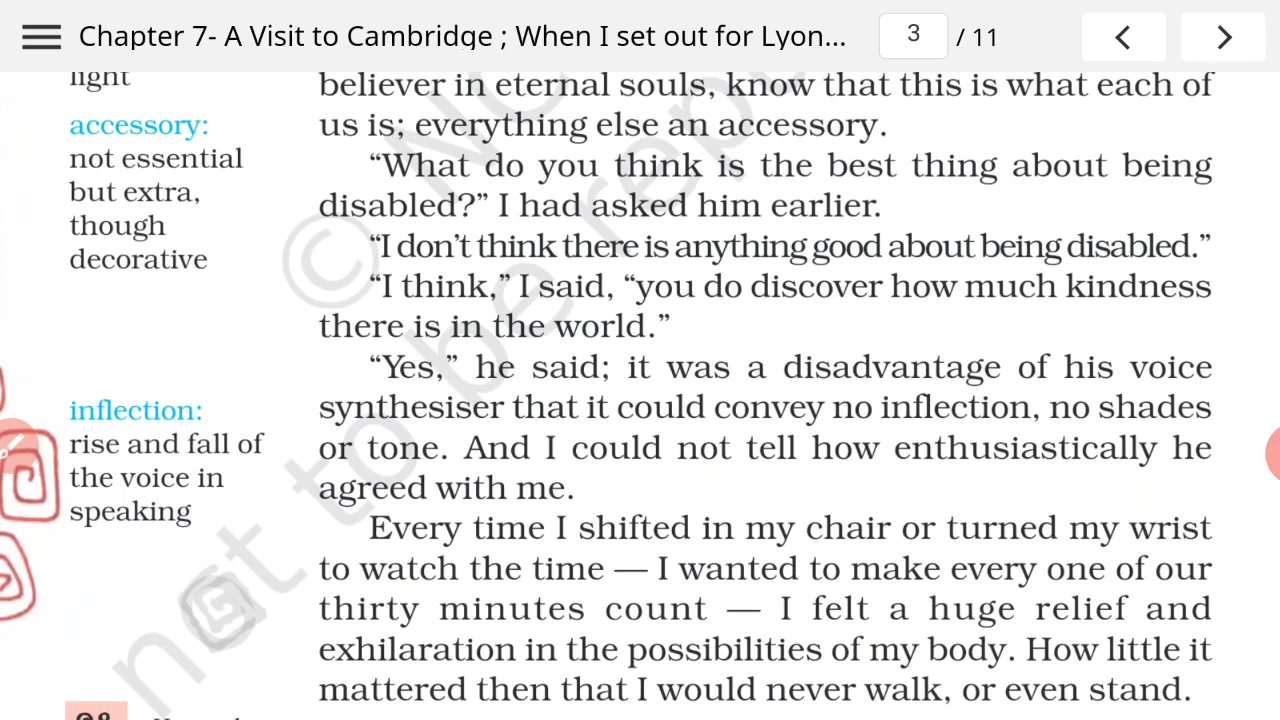 Chapter 7- A Visit to Cambridge ; When I set out for Lyon...
3
/ 11
light
accessory:
not essential
but extra,
though
decorative
inflection:
rise and fall of
the voice in
speaking
believer in eternal souls, know that this is what each of
us is; everything else an accessory.
“What do you think is the best thing about being
disabled?” I had asked him earlier.
“I don’t think there is anything good about being disabled.”
“I think,” I said, “you do discover how much kindness
there is in the world.”
“Yes,” he said; it was a disadvantage of his voice
synthesiser that it could convey no inflection, no shades
or tone. And I could not tell how enthusiastically he
agreed with me.
Every time I shifted in my chair or turned my wrist
to watch the time — I wanted to make every one of our
thirty minutes count — I felt a huge relief and
exhilaration in the possibilities of my body. How little it
mattered then that I would never walk, or even stand.
© NC
not to be rep